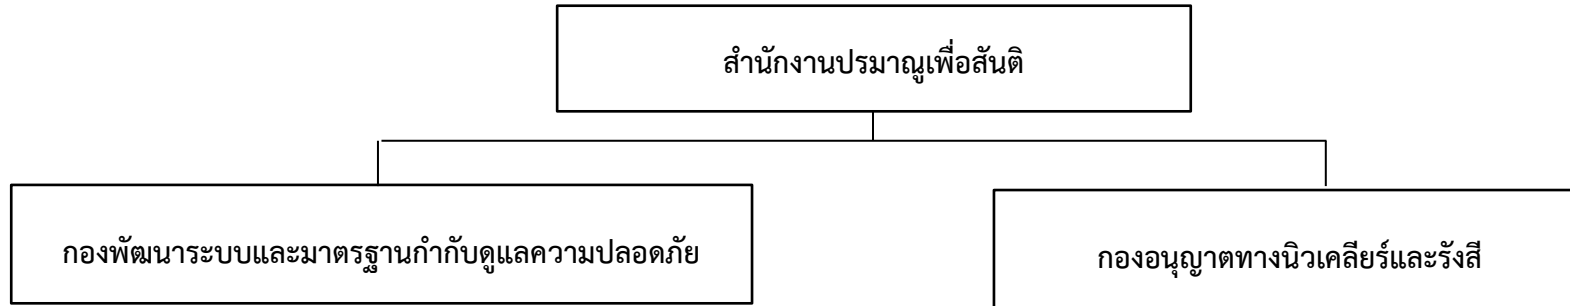 สำนักงานปรมาณูเพื่อสันติ
กองพัฒนาระบบและมาตรฐานกำกับดูแลความปลอดภัย
กองอนุญาตทางนิวเคลียร์และรังสี